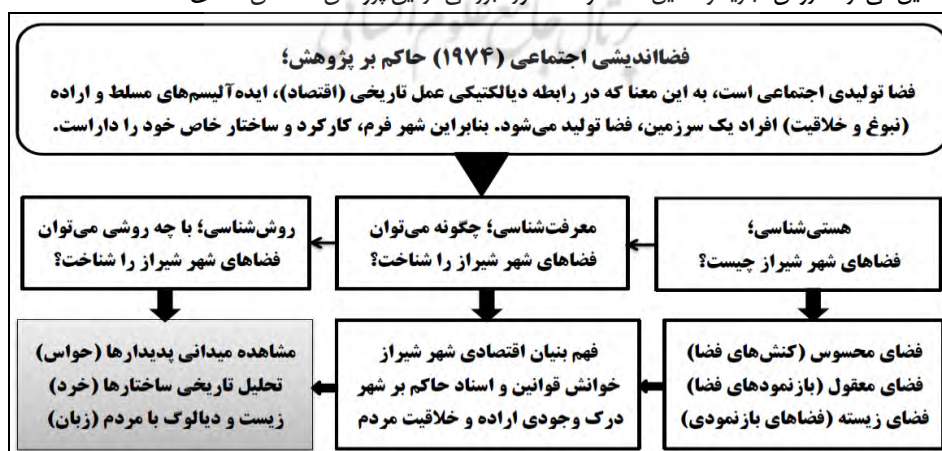 پرتال جامع علوم انسانی
فضااندیشی اجتماعی (۱۹۷۴) حاکم بر پژوهش؛
فضا تولیدی اجتماعی است، به این معنا که در رابطه دیالکتیکی عمل تاریخی (اقتصاد)، ایده‌آلیسم‌های مسلط و اراده
(نبوغ و خلاقیت) افراد یک سرزمین، فضا تولید می‌شود. بنابراین شهر فرم، کارکرد و ساختار خاص خود را داراست.
هستی‌شناسی؛
فضاهای شهر شیراز چیست؟
معرفت‌شناسی؛ چگونه می‌توان
فضاهای شهر شیراز را شناخت؟
روش‌شناسی؛ با چه روشی می‌توان
فضاهای شهر شیراز را شناخت؟
فضای محسوس (کنش‌های فضا)
فضای معقول (بازنمودهای فضا)
فضای زیسته (فضاهای بازنمودی)
فهم بنیان اقتصادی شهر شیراز
خوانش قوانین و اسناد حاکم بر شهر
درک وجودی اراده و خلاقیت مردم
مشاهده میدانی پدیدارها (حواس)
تحلیل تاریخی ساختارها (خرد)
زیست و دیالوگ با مردم (زبان)